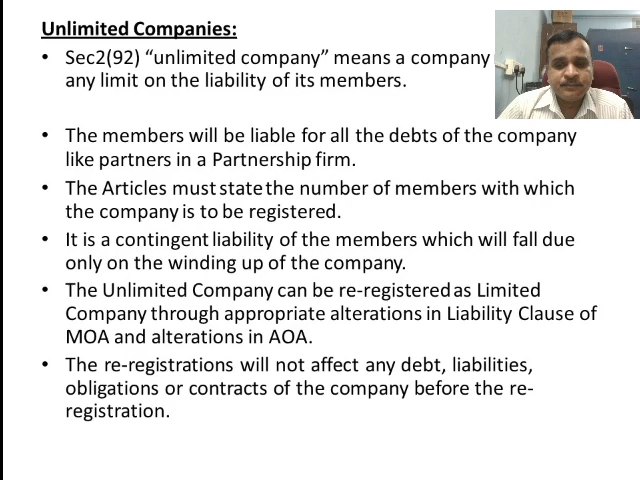 Unlimited Companies:
• Sec2(92) “unlimited company” means a company
any limit on the liability of its members.
• The members will be liable for all the debts of the company
like partners in a Partnership firm.
• The Articles must state the number of members with which
the company is to be registered.
• It is a contingent liability of the members which will fall due
only on the winding up of the company.
• The Unlimited Company can be re-registered as Limited
Company through appropriate alterations in Liability Clause of
MOA and alterations in AOA.
• The re-registrations will not affect any debt, liabilities,
obligations or contracts of the company before the re-
registration.